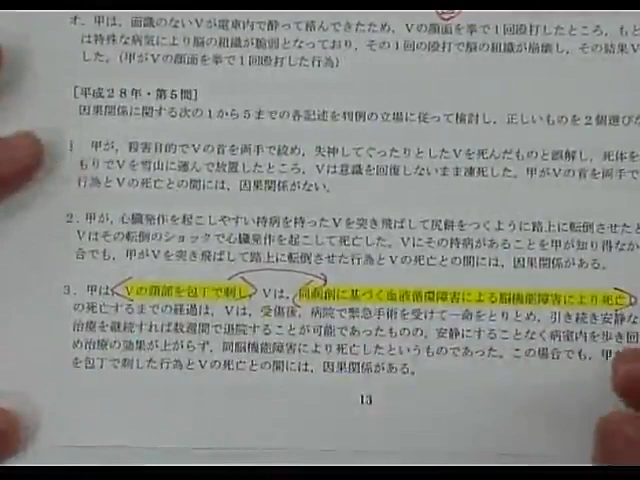 オ．甲は，面識のないVが電車内で酔って絡んできたため，Vの顔面を拳で1回殴打したところ，もと
は特殊な病気により脳の組織が脆弱となっており，その1回の殴打で脳の組織が崩壊し，その結果V
した。（甲がVの顔面を拳で1回殴打した行為）
［平成28年・第5問］
因果関係に関する次の1から5までの各記述を判例の立場に従って検討し，正しいものを2個選びな
1 甲が，殺害目的でVの首を両手で絞め，失神してぐったりとしたVを死んだものと誤解し，死体を
もりでVを雪山に運んで放置したところ，Vは意識を回復しないまま凍死した。甲がVの首を両手で
行為とVの死亡との間には，因果関係がない。
2．甲が，心臓発作を起こしやすい持病を持ったVを突き飛ばして尻餅をつくように路上に転倒させたと
Vはその転倒のショックで心臓発作を起こして死亡した。Vにその持病があることを甲が知り得なか
合でも，甲がVを突き飛ばして路上に転倒させた行為とVの死亡との間には，因果関係がある。
3．甲は，Vの頸部を包丁で刺し，Vは，同刺創に基づく血液循環障害による脳機能障害により死亡
の死亡するまでの経過は，Vは，受傷後，病院で緊急手術を受けて一命をとりとめ，引き続き安静な
治療を継続すれば数週間で退院することが可能であったものの，安静にすることなく病室内を歩き回
め治療の効果が上がらず，同脳機能障害により死亡したというものであった。この場合でも，甲が
を包丁で刺した行為とVの死亡との間には，因果関係がある。
13